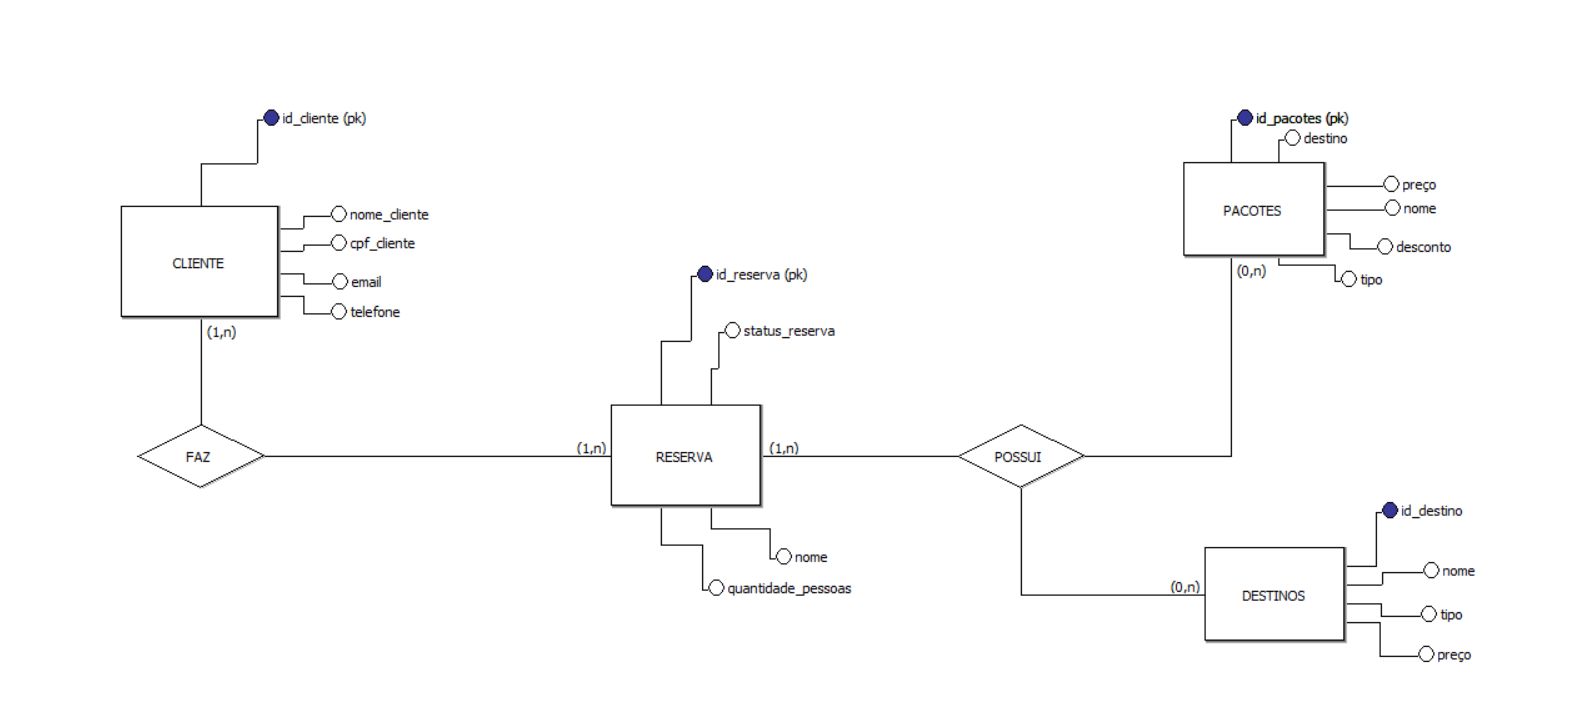 id_cliente (pk)
CLIENTE
nome_cliente
cpf_cliente
email
telefone
(1,n)
FAZ
(1,n)
id_reserva (pk)
status_reserva
RESERVA
(1,n)
nome
quantidade_pessoas
POSSUI
id_pacotes (pk)
destino
PACOTES
preço
nome
desconto
tipo
(0,n)
(0,n)
DESTINOS
id_destino
nome
tipo
preço